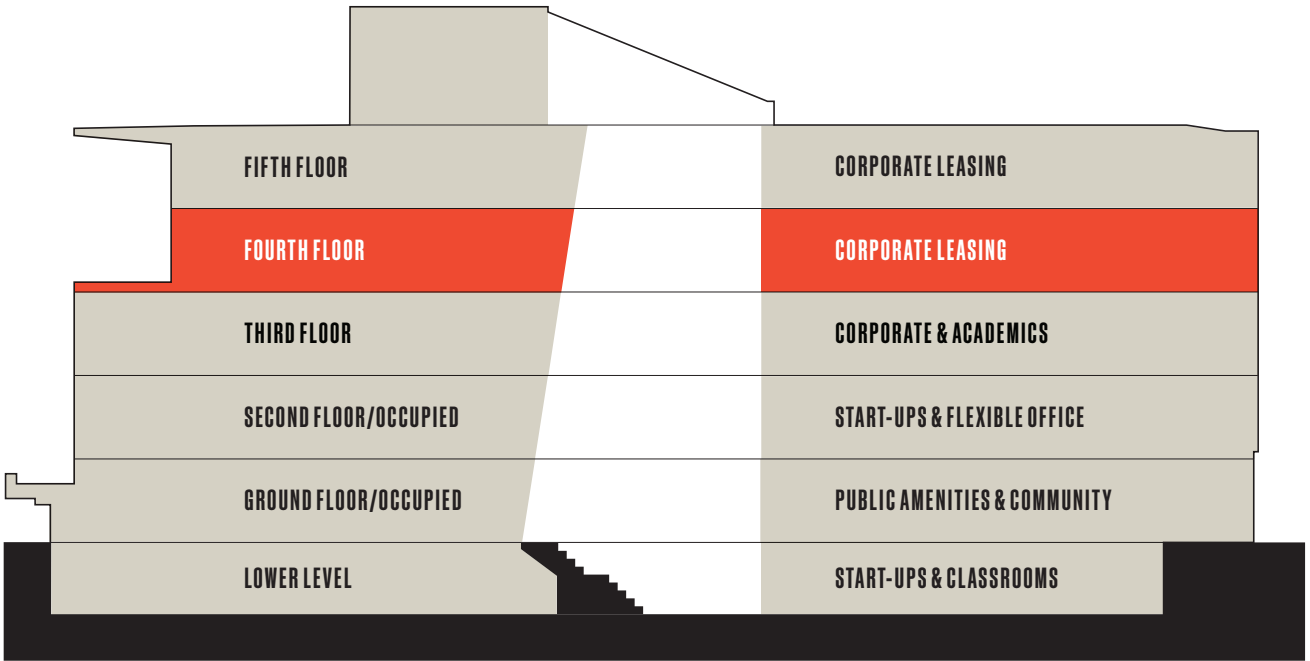 FIFTH FLOOR
CORPORATE LEASING
FOURTH FLOOR
CORPORATE LEASING
THIRD FLOOR
CORPORATE & ACADEMICS
SECOND FLOOR/OCCUPIED
START-UPS & FLEXIBLE OFFICE
GROUND FLOOR/OCCUPIED
PUBLIC AMENITIES & COMMUNITY
LOWER LEVEL
START-UPS & CLASSROOMS